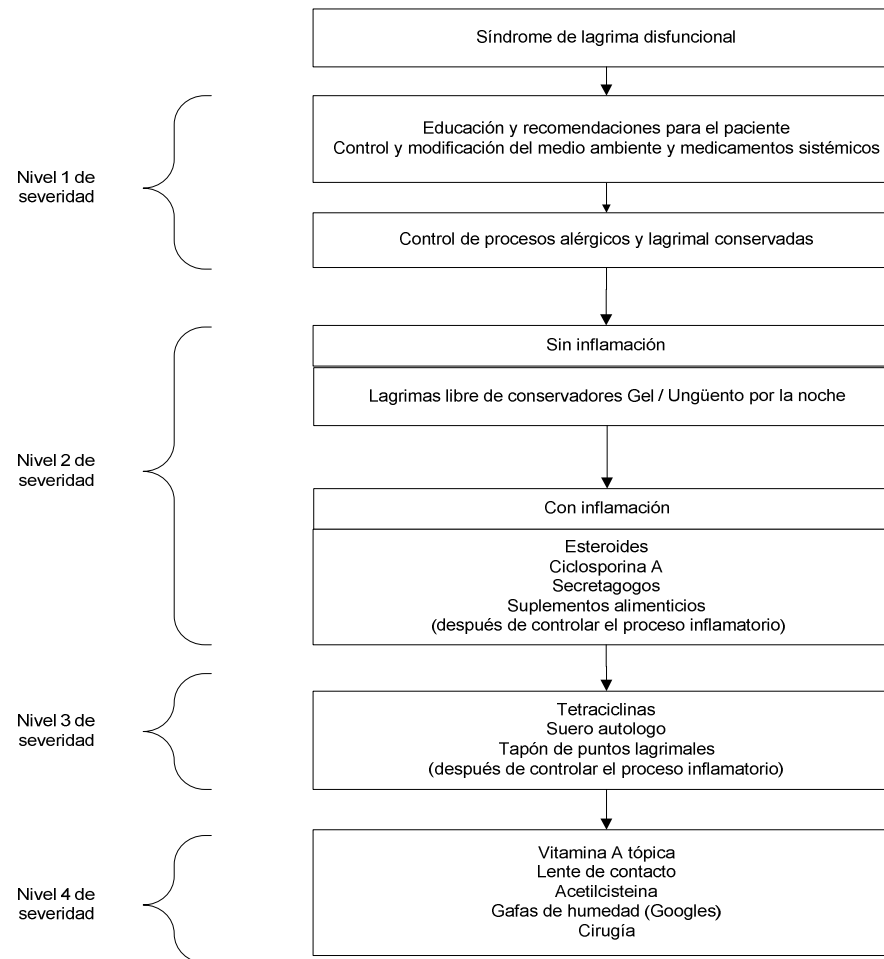 Síndrome de lagrima disfuncional
Nivel 1 de
severidad
Educación y recomendaciones para el paciente
Control y modificación del medio ambiente y medicamentos sistémicos
Control de procesos alérgicos y lagrimal conservadas
Nivel 2 de
severidad
Sin inflamación
Lagrimas libre de conservadores Gel / Ungüento por la noche
Con inflamación
Esteroides
Ciclosporina A
Secretagogos
Suplementos alimenticios
(después de controlar el proceso inflamatorio)
Nivel 3 de
severidad
Tetraciclinas
Suero autologo
Tapón de puntos lagrimales
(después de controlar el proceso inflamatorio)
Nivel 4 de
severidad
Vitamina A tópica
Lente de contacto
Acetilcisteina
Gafas de humedad (Googles)
Cirugía